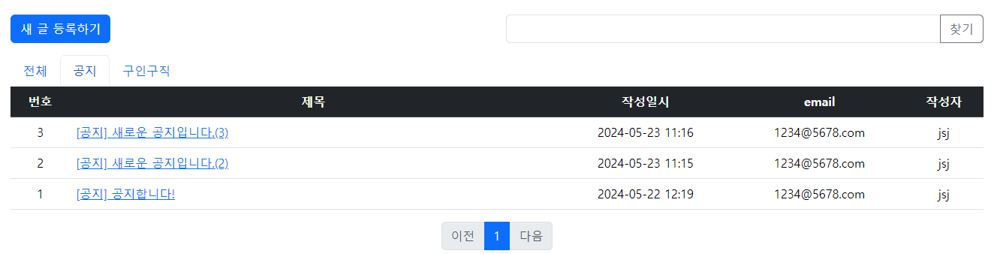 새 글 등록하기 찾기
전체 공지 구인구직
번호 제목 작성일시 email 작성자
3 [공지] 새로운 공지입니다.(3) 2024-05-23 11:16 1234@5678.com jsj
2 [공지] 새로운 공지입니다.(2) 2024-05-23 11:15 1234@5678.com jsj
1 [공지] 공지합니다! 2024-05-22 12:19 1234@5678.com jsj
이전 1 다음